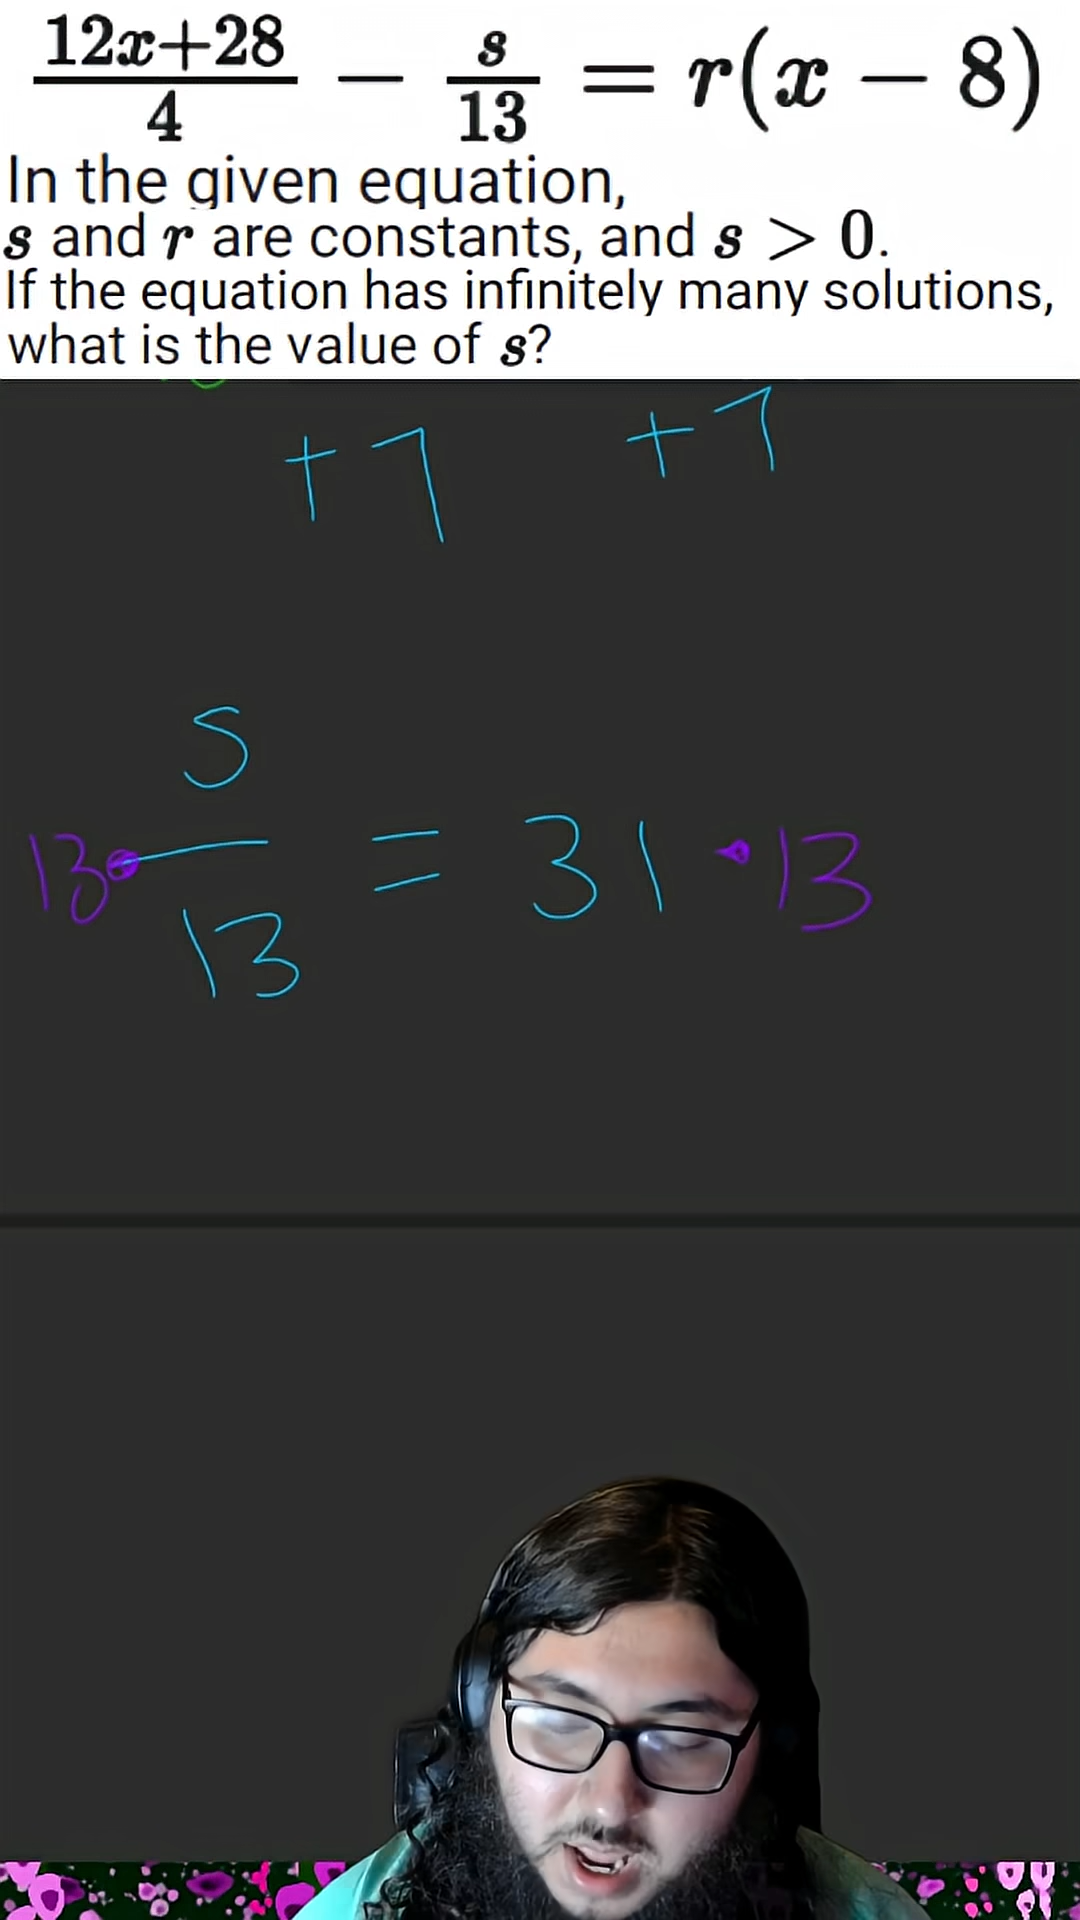 12x+28/4 − s/13 = r(x − 8)
In the given equation,
s and r are constants, and s > 0.
If the equation has infinitely many solutions,
what is the value of s?
+7 +7
13 • s/13 = 31 • 13